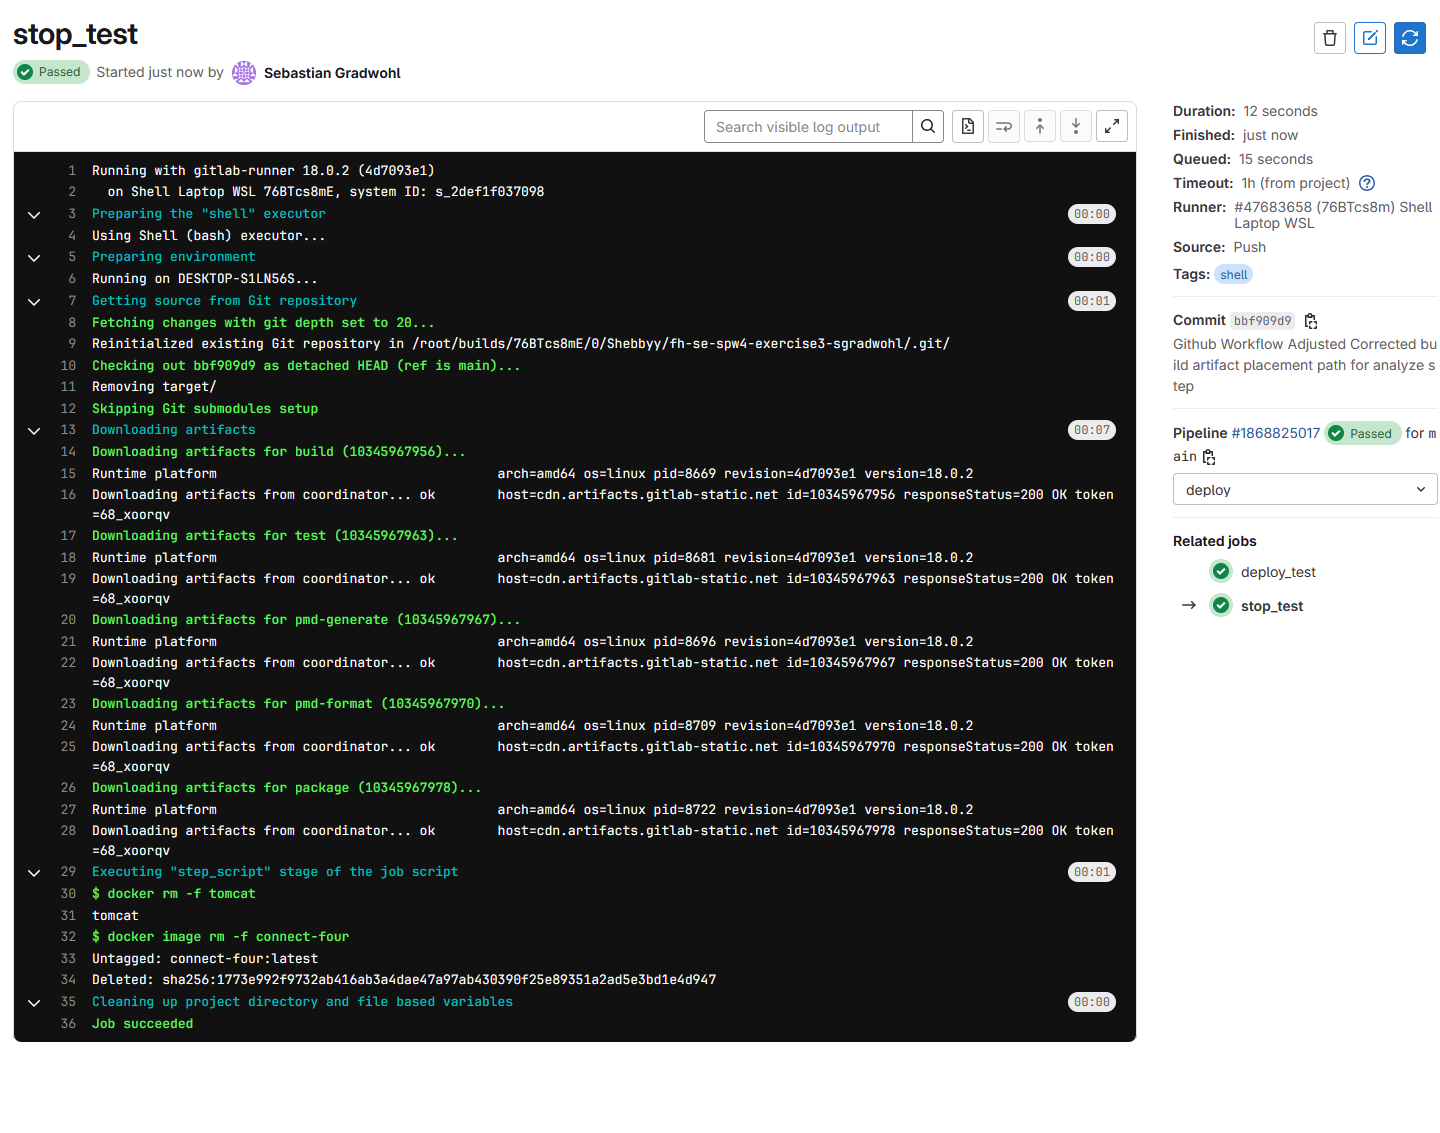 stop_test
Passed Started just now by Sebastian Gradwohl
Search visible log output
1 Running with gitlab-runner 18.0.2 (4d7093e1)
2 on Shell Laptop WSL 76BTcs8mE, system ID: s_2def1f037098
3 Preparing the "shell" executor 00:00
4 Using Shell (bash) executor...
5 Preparing environment 00:00
6 Running on DESKTOP-S1LN56S...
7 Getting source from Git repository 00:01
8 Fetching changes with git depth set to 20...
9 Reinitialized existing Git repository in /root/builds/76BTcs8mE/0/Shebbyy/fh-se-spw4-exercise3-sgradwohl/.git/
10 Checking out bbf909d9 as detached HEAD (ref is main)...
11 Removing target/
12 Skipping Git submodules setup
13 Downloading artifacts 00:07
14 Downloading artifacts for build (10345967956)...
15 Runtime platform arch=amd64 os=linux pid=8669 revision=4d7093e1 version=18.0.2
16 Downloading artifacts from coordinator... ok host=cdn.artifacts.gitlab-static.net id=10345967956 responseStatus=200 OK token
=68_xoorqv
17 Downloading artifacts for test (10345967963)...
18 Runtime platform arch=amd64 os=linux pid=8681 revision=4d7093e1 version=18.0.2
19 Downloading artifacts from coordinator... ok host=cdn.artifacts.gitlab-static.net id=10345967963 responseStatus=200 OK token
=68_xoorqv
20 Downloading artifacts for pmd-generate (10345967967)...
21 Runtime platform arch=amd64 os=linux pid=8696 revision=4d7093e1 version=18.0.2
22 Downloading artifacts from coordinator... ok host=cdn.artifacts.gitlab-static.net id=10345967967 responseStatus=200 OK token
=68_xoorqv
23 Downloading artifacts for pmd-format (10345967970)...
24 Runtime platform arch=amd64 os=linux pid=8709 revision=4d7093e1 version=18.0.2
25 Downloading artifacts from coordinator... ok host=cdn.artifacts.gitlab-static.net id=10345967970 responseStatus=200 OK token
=68_xoorqv
26 Downloading artifacts for package (10345967978)...
27 Runtime platform arch=amd64 os=linux pid=8722 revision=4d7093e1 version=18.0.2
28 Downloading artifacts from coordinator... ok host=cdn.artifacts.gitlab-static.net id=10345967978 responseStatus=200 OK token
=68_xoorqv
29 Executing "step_script" stage of the job script 00:01
30 $ docker rm -f tomcat
31 tomcat
32 $ docker image rm -f connect-four
33 Untagged: connect-four:latest
34 Deleted: sha256:1773e992f9732ab416ab3a4dae47a97ab430390f25e89351a2ad5e3bd1e4d947
35 Cleaning up project directory and file based variables 00:00
36 Job succeeded
Duration: 12 seconds
Finished: just now
Queued: 15 seconds
Timeout: 1h (from project)
Runner: #47683658 (76BTcs8m) Shell
Laptop WSL
Source: Push
Tags: shell
Commit bbf909d9
Github Workflow Adjusted Corrected bu
ild artifact placement path for analyze s
tep
Pipeline #1868825017 Passed for m
ain
deploy
Related jobs
deploy_test
stop_test